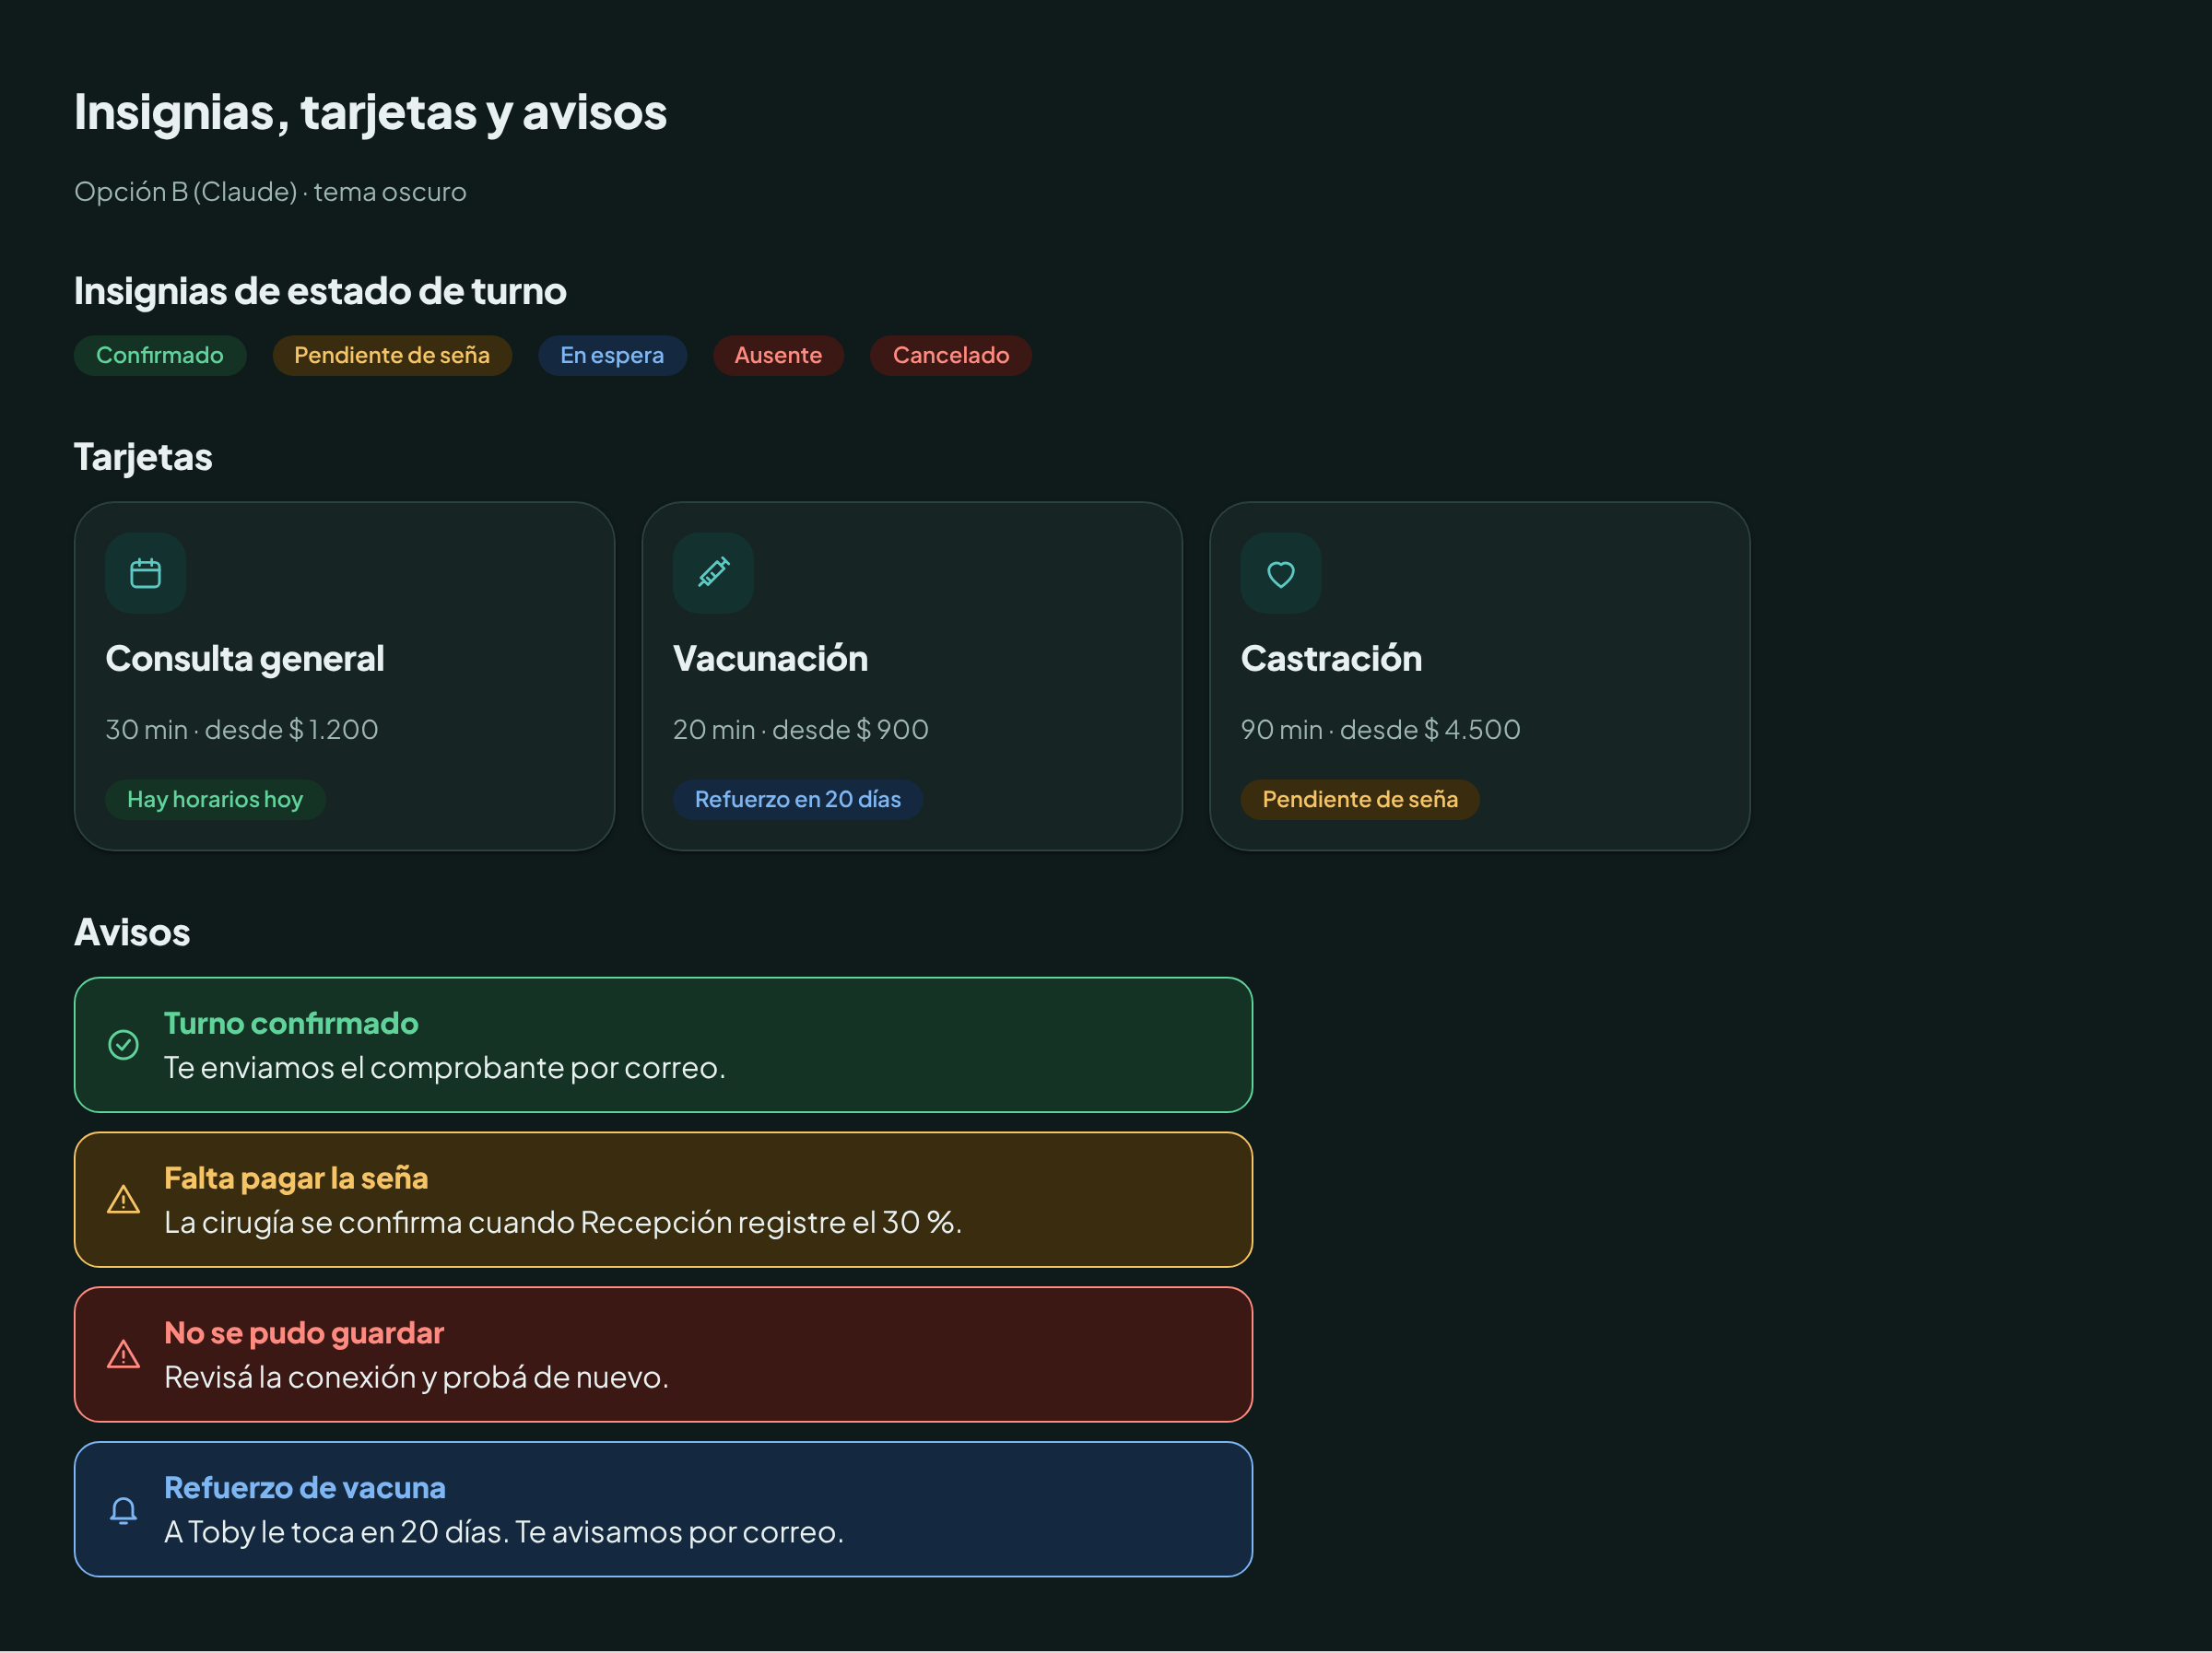 Insignias, tarjetas y avisos
Opción B (Claude) · tema oscuro
Insignias de estado de turno
Confirmado
Pendiente de seña
En espera
Ausente
Cancelado
Tarjetas
Consulta general
30 min · desde $ 1.200
Hay horarios hoy
Vacunación
20 min · desde $ 900
Refuerzo en 20 días
Castración
90 min · desde $ 4.500
Pendiente de seña
Avisos
Turno confirmado
Te enviamos el comprobante por correo.
Falta pagar la seña
La cirugía se confirma cuando Recepción registre el 30 %.
No se pudo guardar
Revisá la conexión y probá de nuevo.
Refuerzo de vacuna
A Toby le toca en 20 días. Te avisamos por correo.